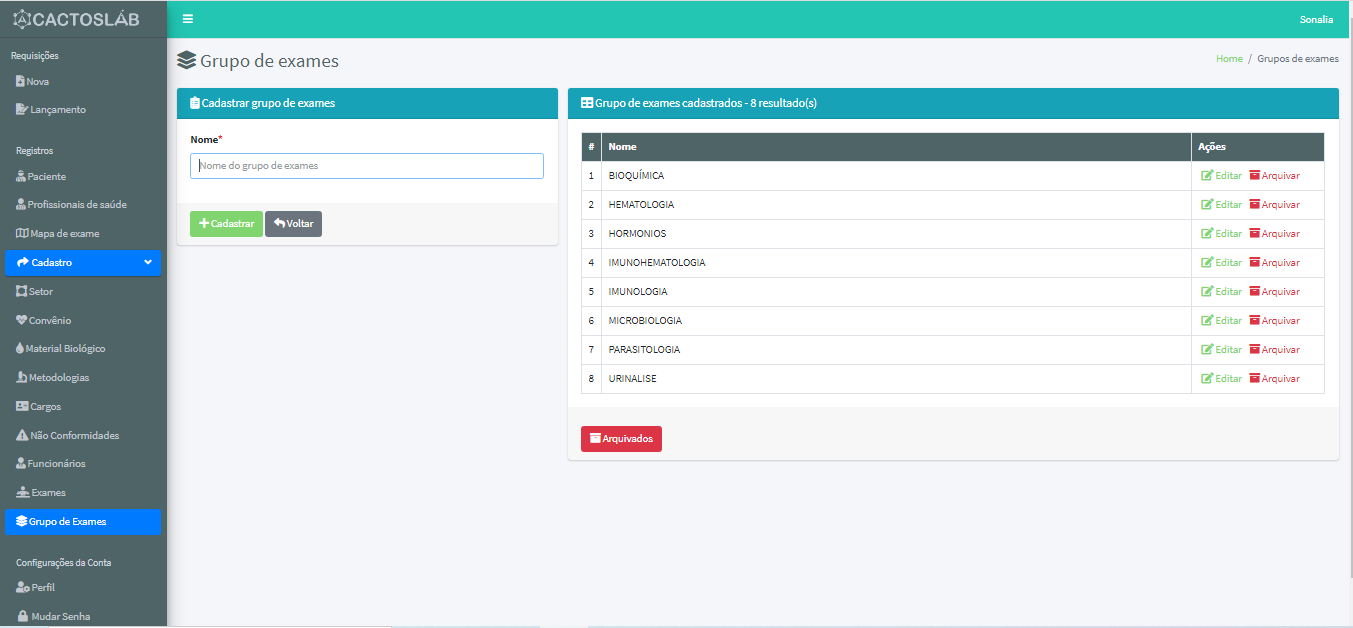 CACTOSLAB
Sonalia
Requisições
Nova
Lançamento
Registros
Paciente
Profissionais de saúde
Mapa de exame
Cadastro
Setor
Convênio
Material Biológico
Metodologias
Cargos
Não Conformidades
Funcionários
Exames
Grupo de Exames
Configurações da Conta
Perfil
Mudar Senha
Grupo de exames
Home / Grupos de exames
Cadastrar grupo de exames
Nome*
Nome do grupo de exames
Cadastrar Voltar
Grupo de exames cadastrados - 8 resultado(s)
# Nome Ações
1 BIOQUÍMICA Editar Arquivar
2 HEMATOLOGIA Editar Arquivar
3 HORMONIOS Editar Arquivar
4 IMUNOHEMATOLOGIA Editar Arquivar
5 IMUNOLOGIA Editar Arquivar
6 MICROBIOLOGIA Editar Arquivar
7 PARASITOLOGIA Editar Arquivar
8 URINALISE Editar Arquivar
Arquivados